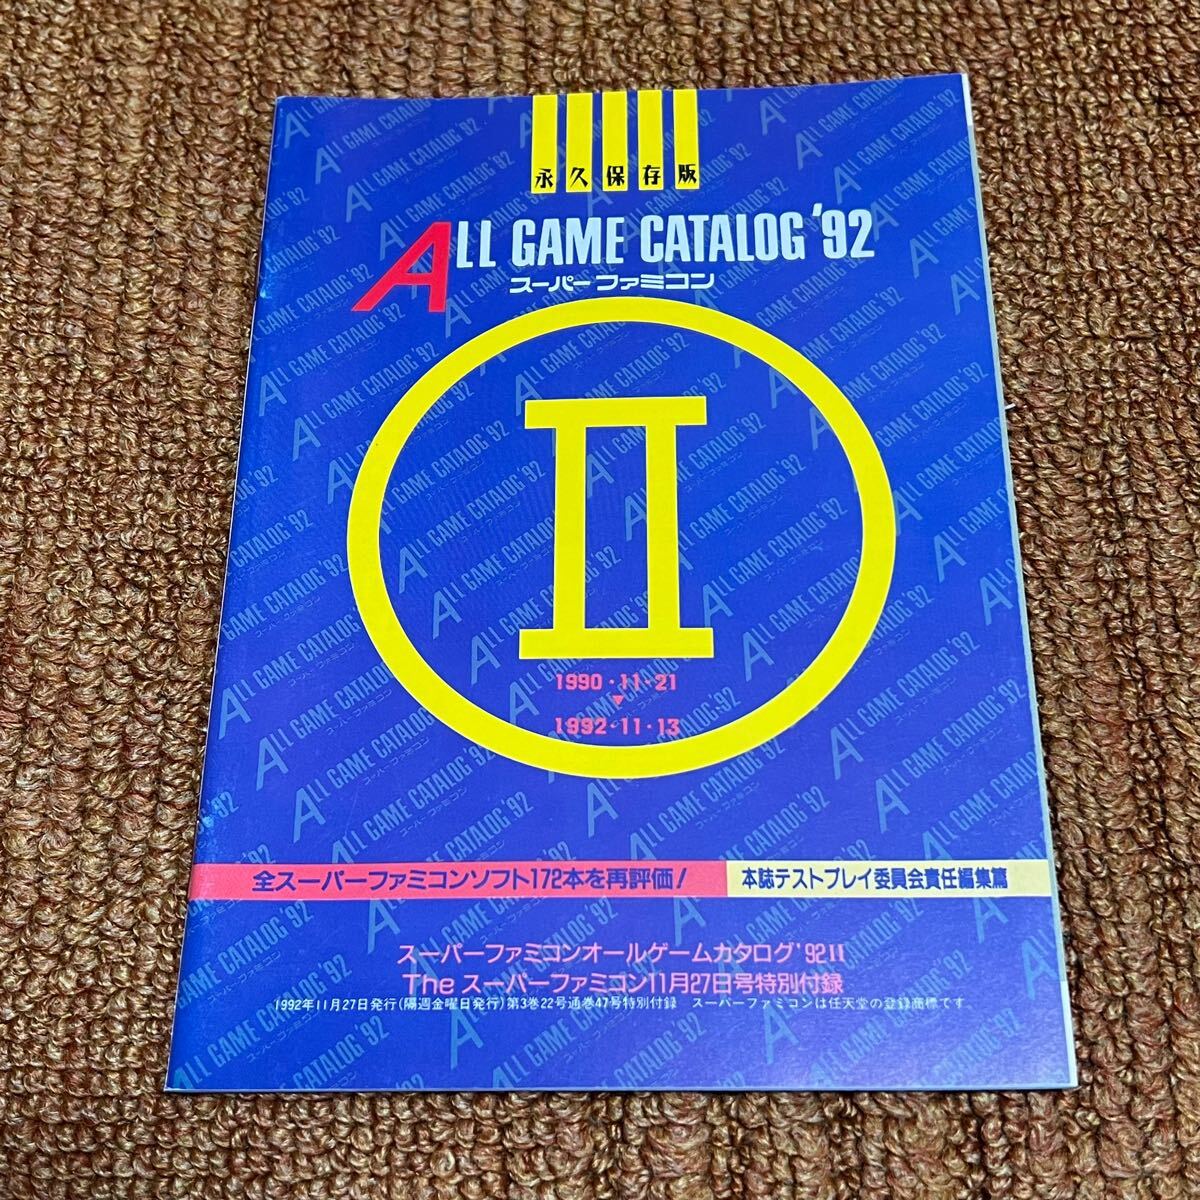 永久保存版
ALL GAME CATALOG '92
スーパーファミコン
II
1990・11・21
▼
1992・11・13
全スーパーファミコンソフト172本を再評価!
本誌テストプレイ委員会責任編集篇
スーパーファミコンオールゲームカタログ'92II
The スーパーファミコン11月27日号特別付録
1992年11月27日発行(隔週金曜日発行)第3巻22号通巻47号特別付録 スーパーファミコンは任天堂の登録商標です。